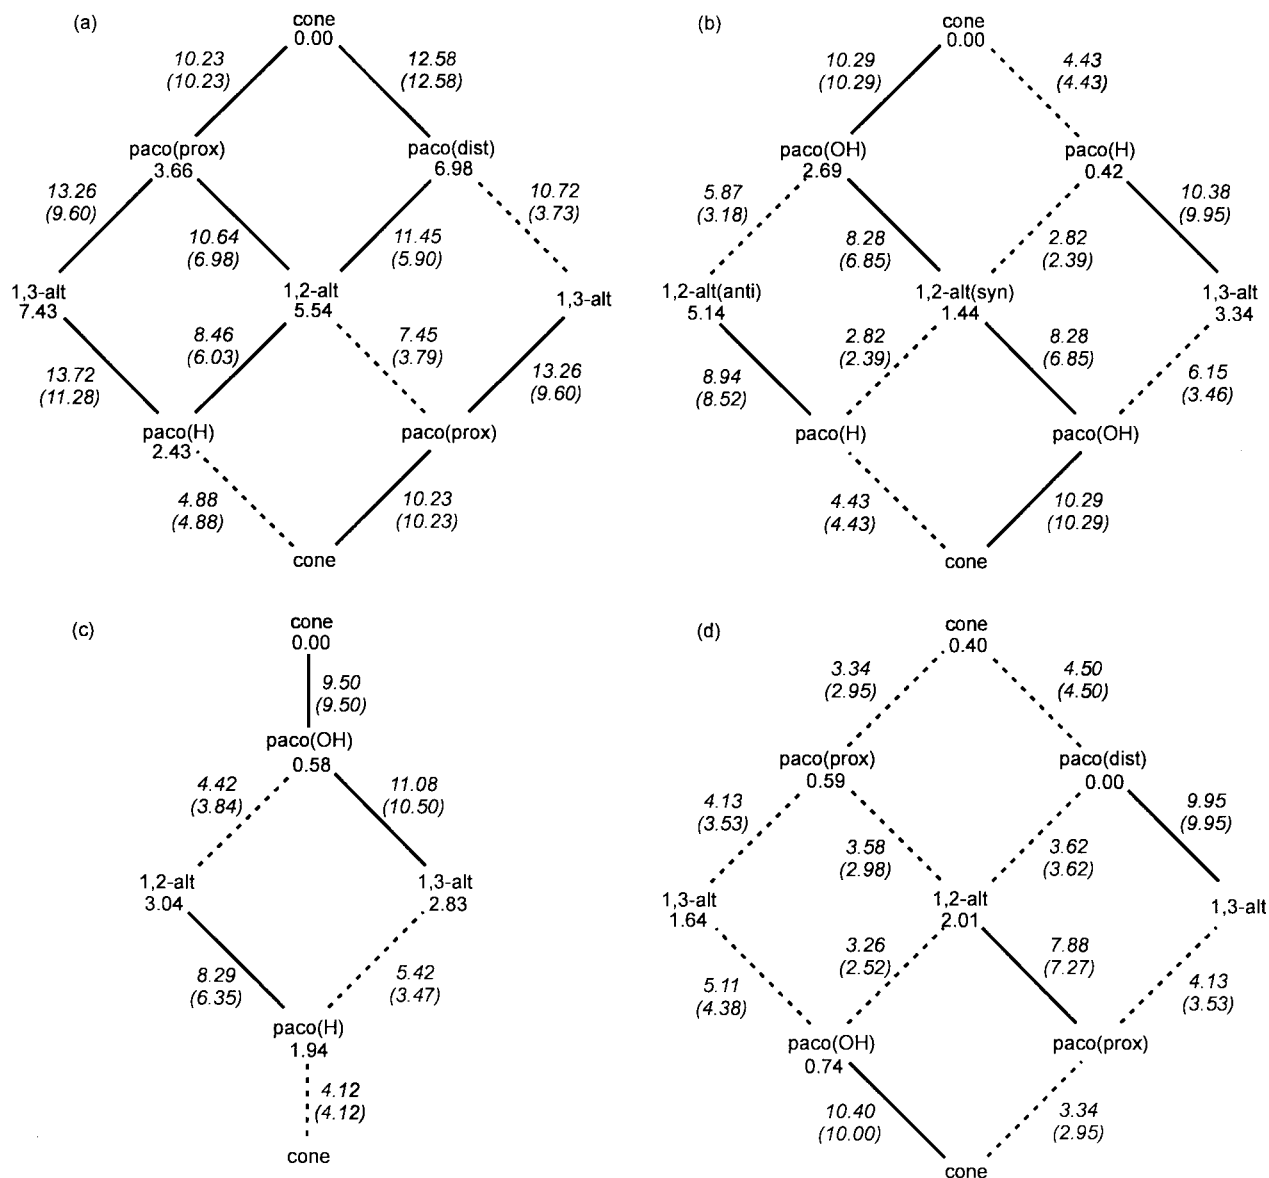 (a)
cone
0.00
10.23
(10.23)
12.58
(12.58)
paco(prox)
3.66
paco(dist)
6.98
13.26
(9.60)
10.64
(6.98)
11.45
(5.90)
10.72
(3.73)
1,3-alt
7.43
1,2-alt
5.54
1,3-alt
13.72
(11.28)
8.46
(6.03)
7.45
(3.79)
13.26
(9.60)
paco(H)
2.43
paco(prox)
4.88
(4.88)
10.23
(10.23)
cone
(b)
cone
0.00
10.29
(10.29)
4.43
(4.43)
paco(OH)
2.69
paco(H)
0.42
5.87
(3.18)
8.28
(6.85)
2.82
(2.39)
10.38
(9.95)
1,2-alt(anti)
5.14
1,2-alt(syn)
1.44
1,3-alt
3.34
8.94
(8.52)
2.82
(2.39)
8.28
(6.85)
6.15
(3.46)
paco(H)
paco(OH)
4.43
(4.43)
10.29
(10.29)
cone
(c)
cone
0.00
9.50
(9.50)
paco(OH)
0.58
4.42
(3.84)
11.08
(10.50)
1,2-alt
3.04
1,3-alt
2.83
8.29
(6.35)
5.42
(3.47)
paco(H)
1.94
4.12
(4.12)
cone
(d)
cone
0.40
3.34
(2.95)
4.50
(4.50)
paco(prox)
0.59
paco(dist)
0.00
4.13
(3.53)
3.58
(2.98)
3.62
(3.62)
9.95
(9.95)
1,3-alt
1.64
1,2-alt
2.01
1,3-alt
5.11
(4.38)
3.26
(2.52)
7.88
(7.27)
4.13
(3.53)
paco(OH)
0.74
paco(prox)
10.40
(10.00)
3.34
(2.95)
cone